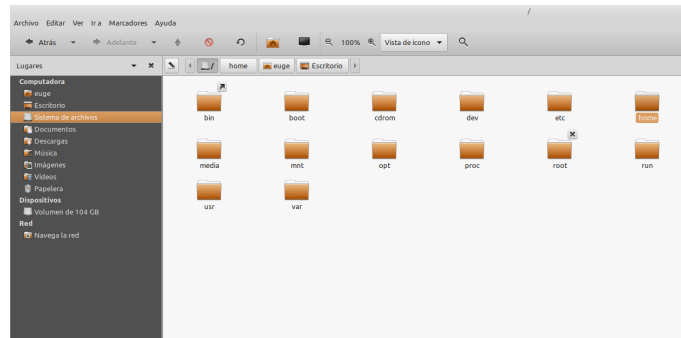 /
Archivo Editar Ver Ir a Marcadores Ayuda
Atrás Adelante 100% Vista de icono
Lugares / home euge Escritorio
Computadora
euge
Escritorio
Sistema de archivos
Documentos
Descargas
Música
Imágenes
Vídeos
Papelera
Dispositivos
Volumen de 104 GB
Red
Navega la red
bin boot cdrom dev etc home
media mnt opt proc root run
usr var